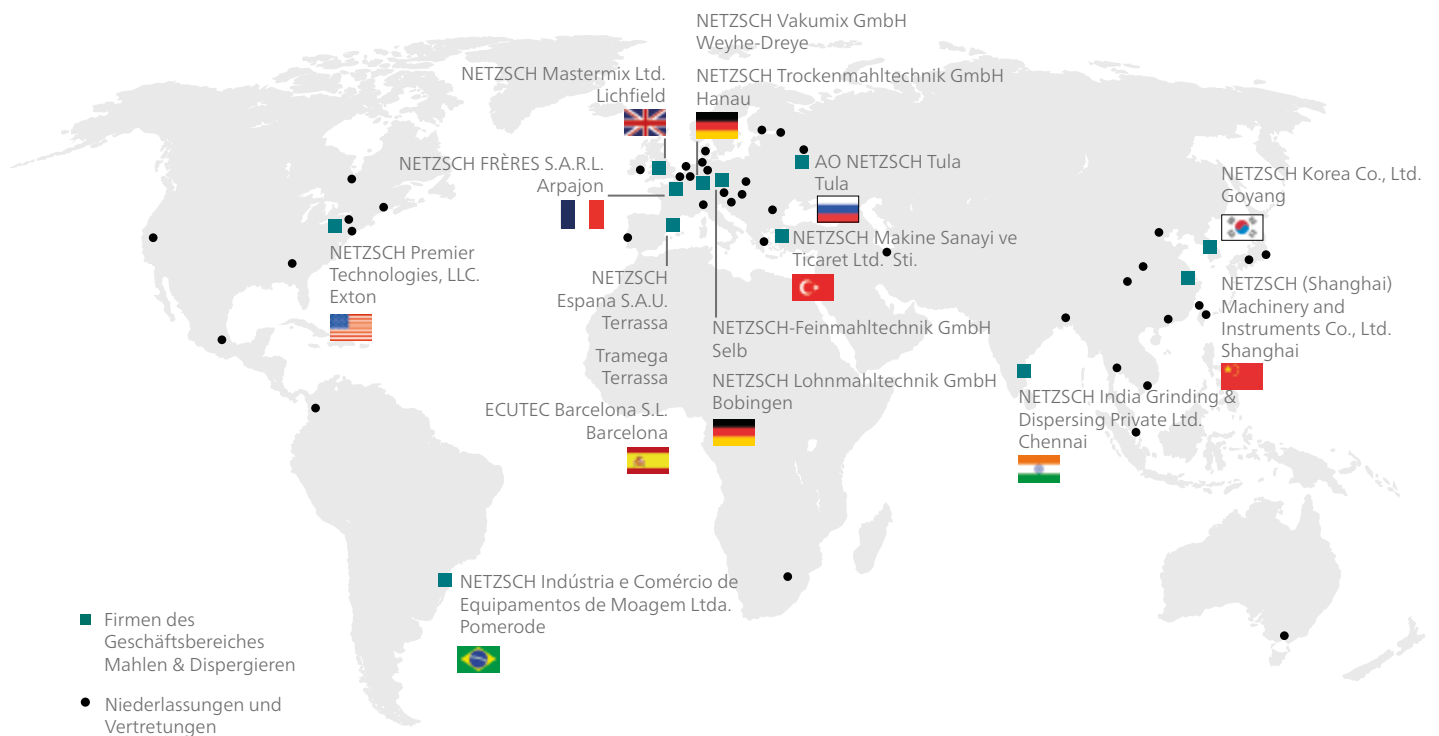 NETZSCH Vakumix GmbH
Weyhe-Dreye
NETZSCH Mastermix Ltd.
Lichfield
NETZSCH Trockenmahltechnik GmbH
Hanau
NETZSCH FRÈRES S.A.R.L.
Arpajon
AO NETZSCH Tula
Tula
NETZSCH Korea Co., Ltd.
Goyang
NETZSCH Premier
Technologies, LLC.
Exton
NETZSCH Makine Sanayi ve
Ticaret Ltd. Sti.
NETZSCH
Espana S.A.U.
Terrassa
Tramega
Terrassa
ECUTEC Barcelona S.L.
Barcelona
NETZSCH-Feinmahltechnik GmbH
Selb
NETZSCH Lohnmahltechnik GmbH
Bobingen
NETZSCH (Shanghai)
Machinery and
Instruments Co., Ltd.
Shanghai
NETZSCH India Grinding &
Dispersing Private Ltd.
Chennai
NETZSCH Indústria e Comércio de
Equipamentos de Moagem Ltda.
Pomerode
Firmen des
Geschäftsbereiches
Mahlen & Dispergieren
Niederlassungen und
Vertretungen